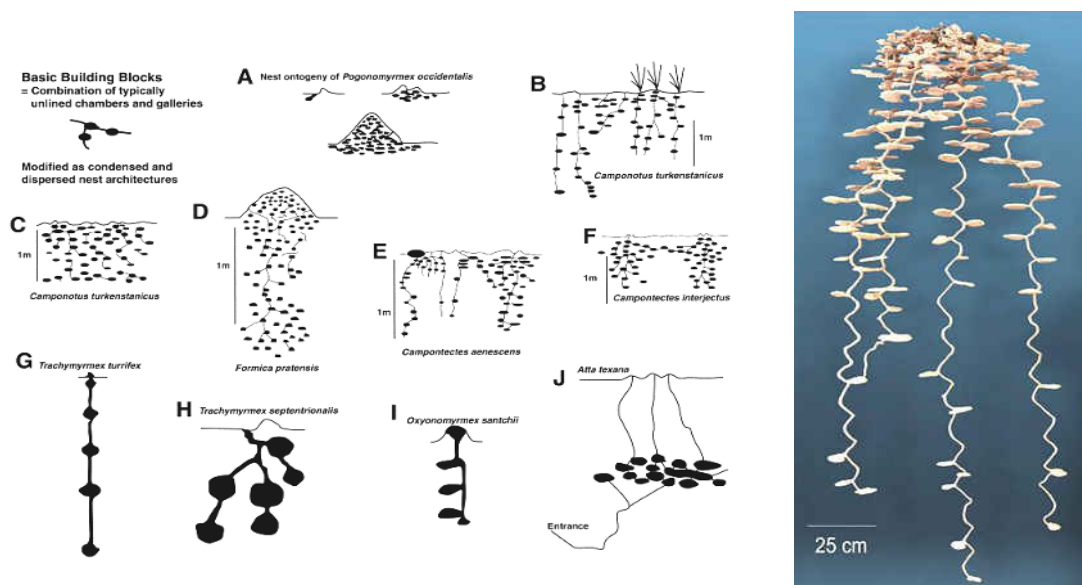 Basic Building Blocks
= Combination of typically
unlined chambers and galleries
Modified as condensed and
dispersed nest architectures
A
Nest ontogeny of Pogonomyrmex occidentalis
B
1m
Camponotus turkenstanicus
C
1m
Camponotus turkenstanicus
D
1m
Formica pratensis
E
1m
Campontectes aenescens
F
1m
Campontectes interjectus
G
Trachymyrmex turrifex
H
Trachymyrmex septentrionalis
I
Oxyonomyrmex santchii
J
Atta texana
Entrance
25 cm